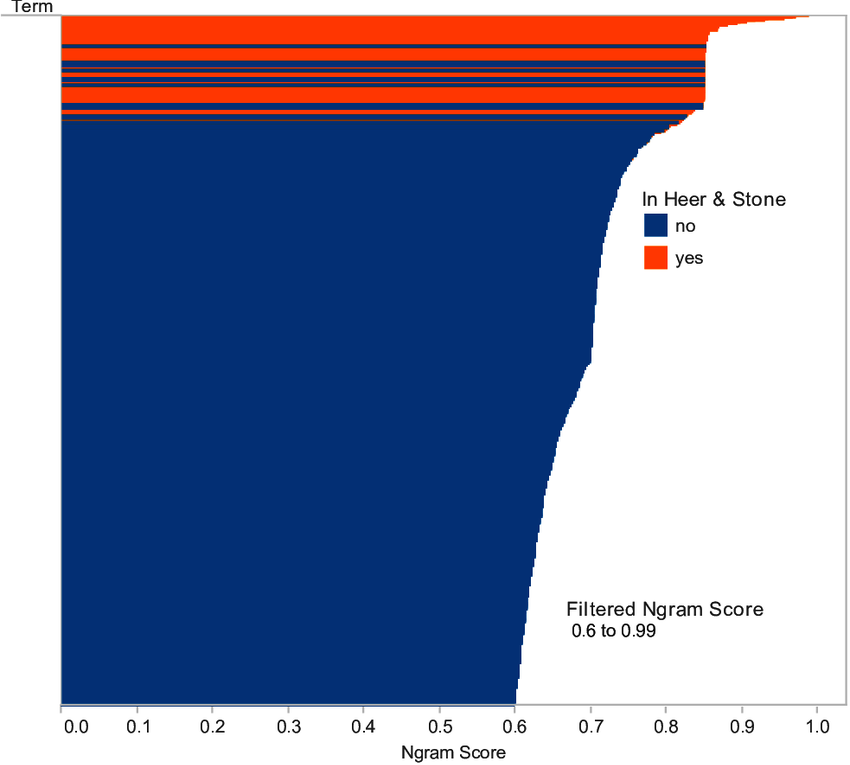 Term
In Heer & Stone
no
yes
Filtered Ngram Score
0.6 to 0.99
0.0 0.1 0.2 0.3 0.4 0.5 0.6 0.7 0.8 0.9 1.0
Ngram Score